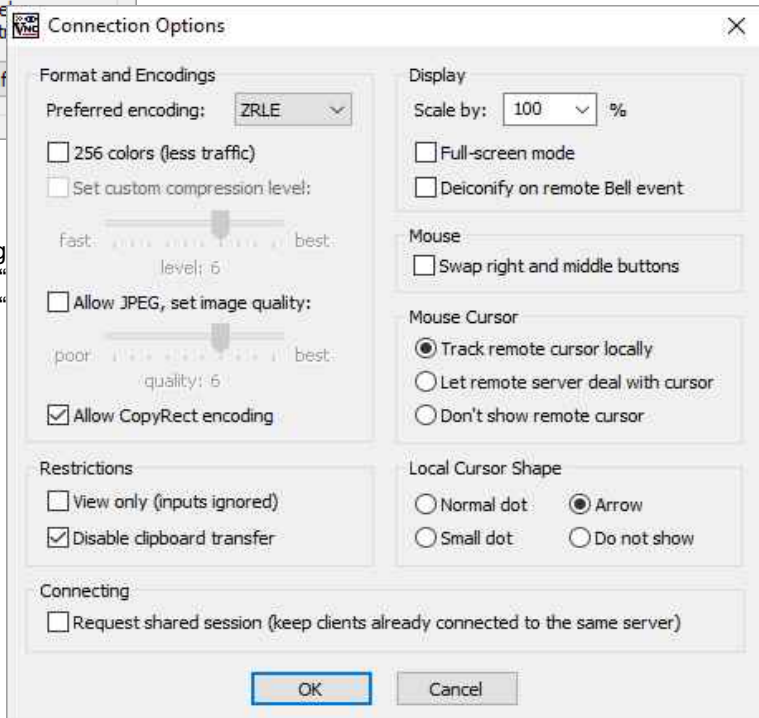 VNC
Connection Options
Format and Encodings
Preferred encoding: ZRLE
256 colors (less traffic)
Set custom compression level:
fast best
level: 6
Allow JPEG, set image quality:
poor best
quality: 6
Allow CopyRect encoding
Restrictions
View only (inputs ignored)
Disable clipboard transfer
Display
Scale by: 100 %
Full-screen mode
Deiconify on remote Bell event
Mouse
Swap right and middle buttons
Mouse Cursor
Track remote cursor locally
Let remote server deal with cursor
Don't show remote cursor
Local Cursor Shape
Normal dot Arrow
Small dot Do not show
Connecting
Request shared session (keep clients already connected to the same server)
OK Cancel